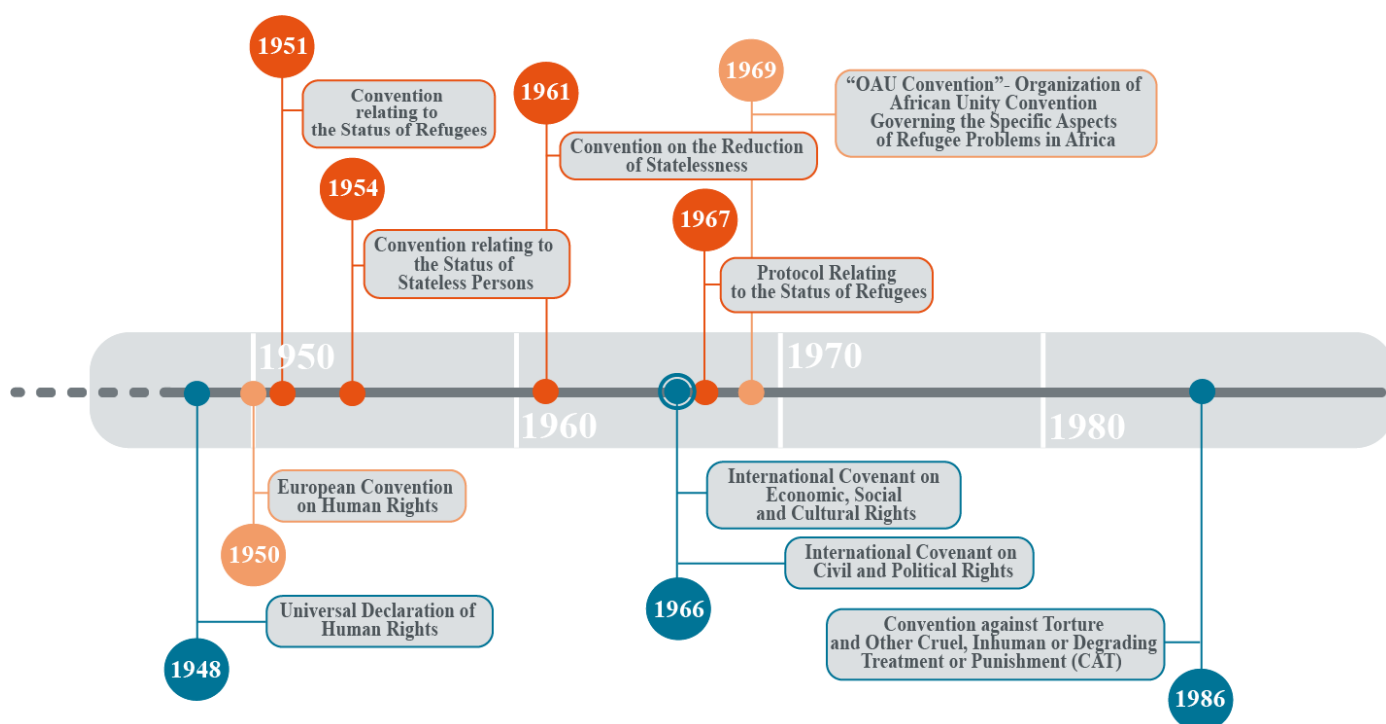 1951
Convention
relating to
the Status of Refugees
1954
Convention relating to
the Status of
Stateless Persons
1961
Convention on the Reduction
of Statelessness
1967
Protocol Relating
to the Status of Refugees
1969
“OAU Convention”- Organization of
African Unity Convention
Governing the Specific Aspects
of Refugee Problems in Africa
1950
1960
1970
1980
European Convention
on Human Rights
1950
Universal Declaration of
Human Rights
1948
International Covenant on
Economic, Social
and Cultural Rights
International Covenant on
Civil and Political Rights
1966
Convention against Torture
and Other Cruel, Inhuman or Degrading
Treatment or Punishment (CAT)
1986